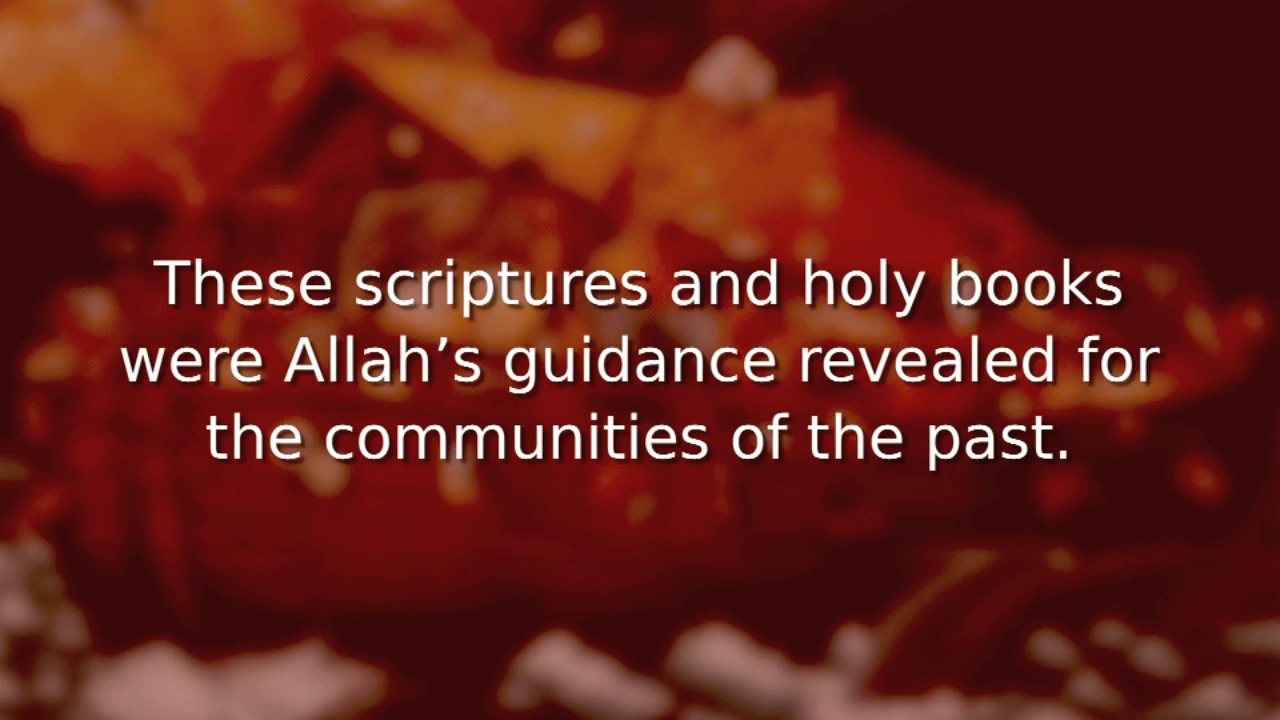 These scriptures and holy books
were Allah’s guidance revealed for
the communities of the past.